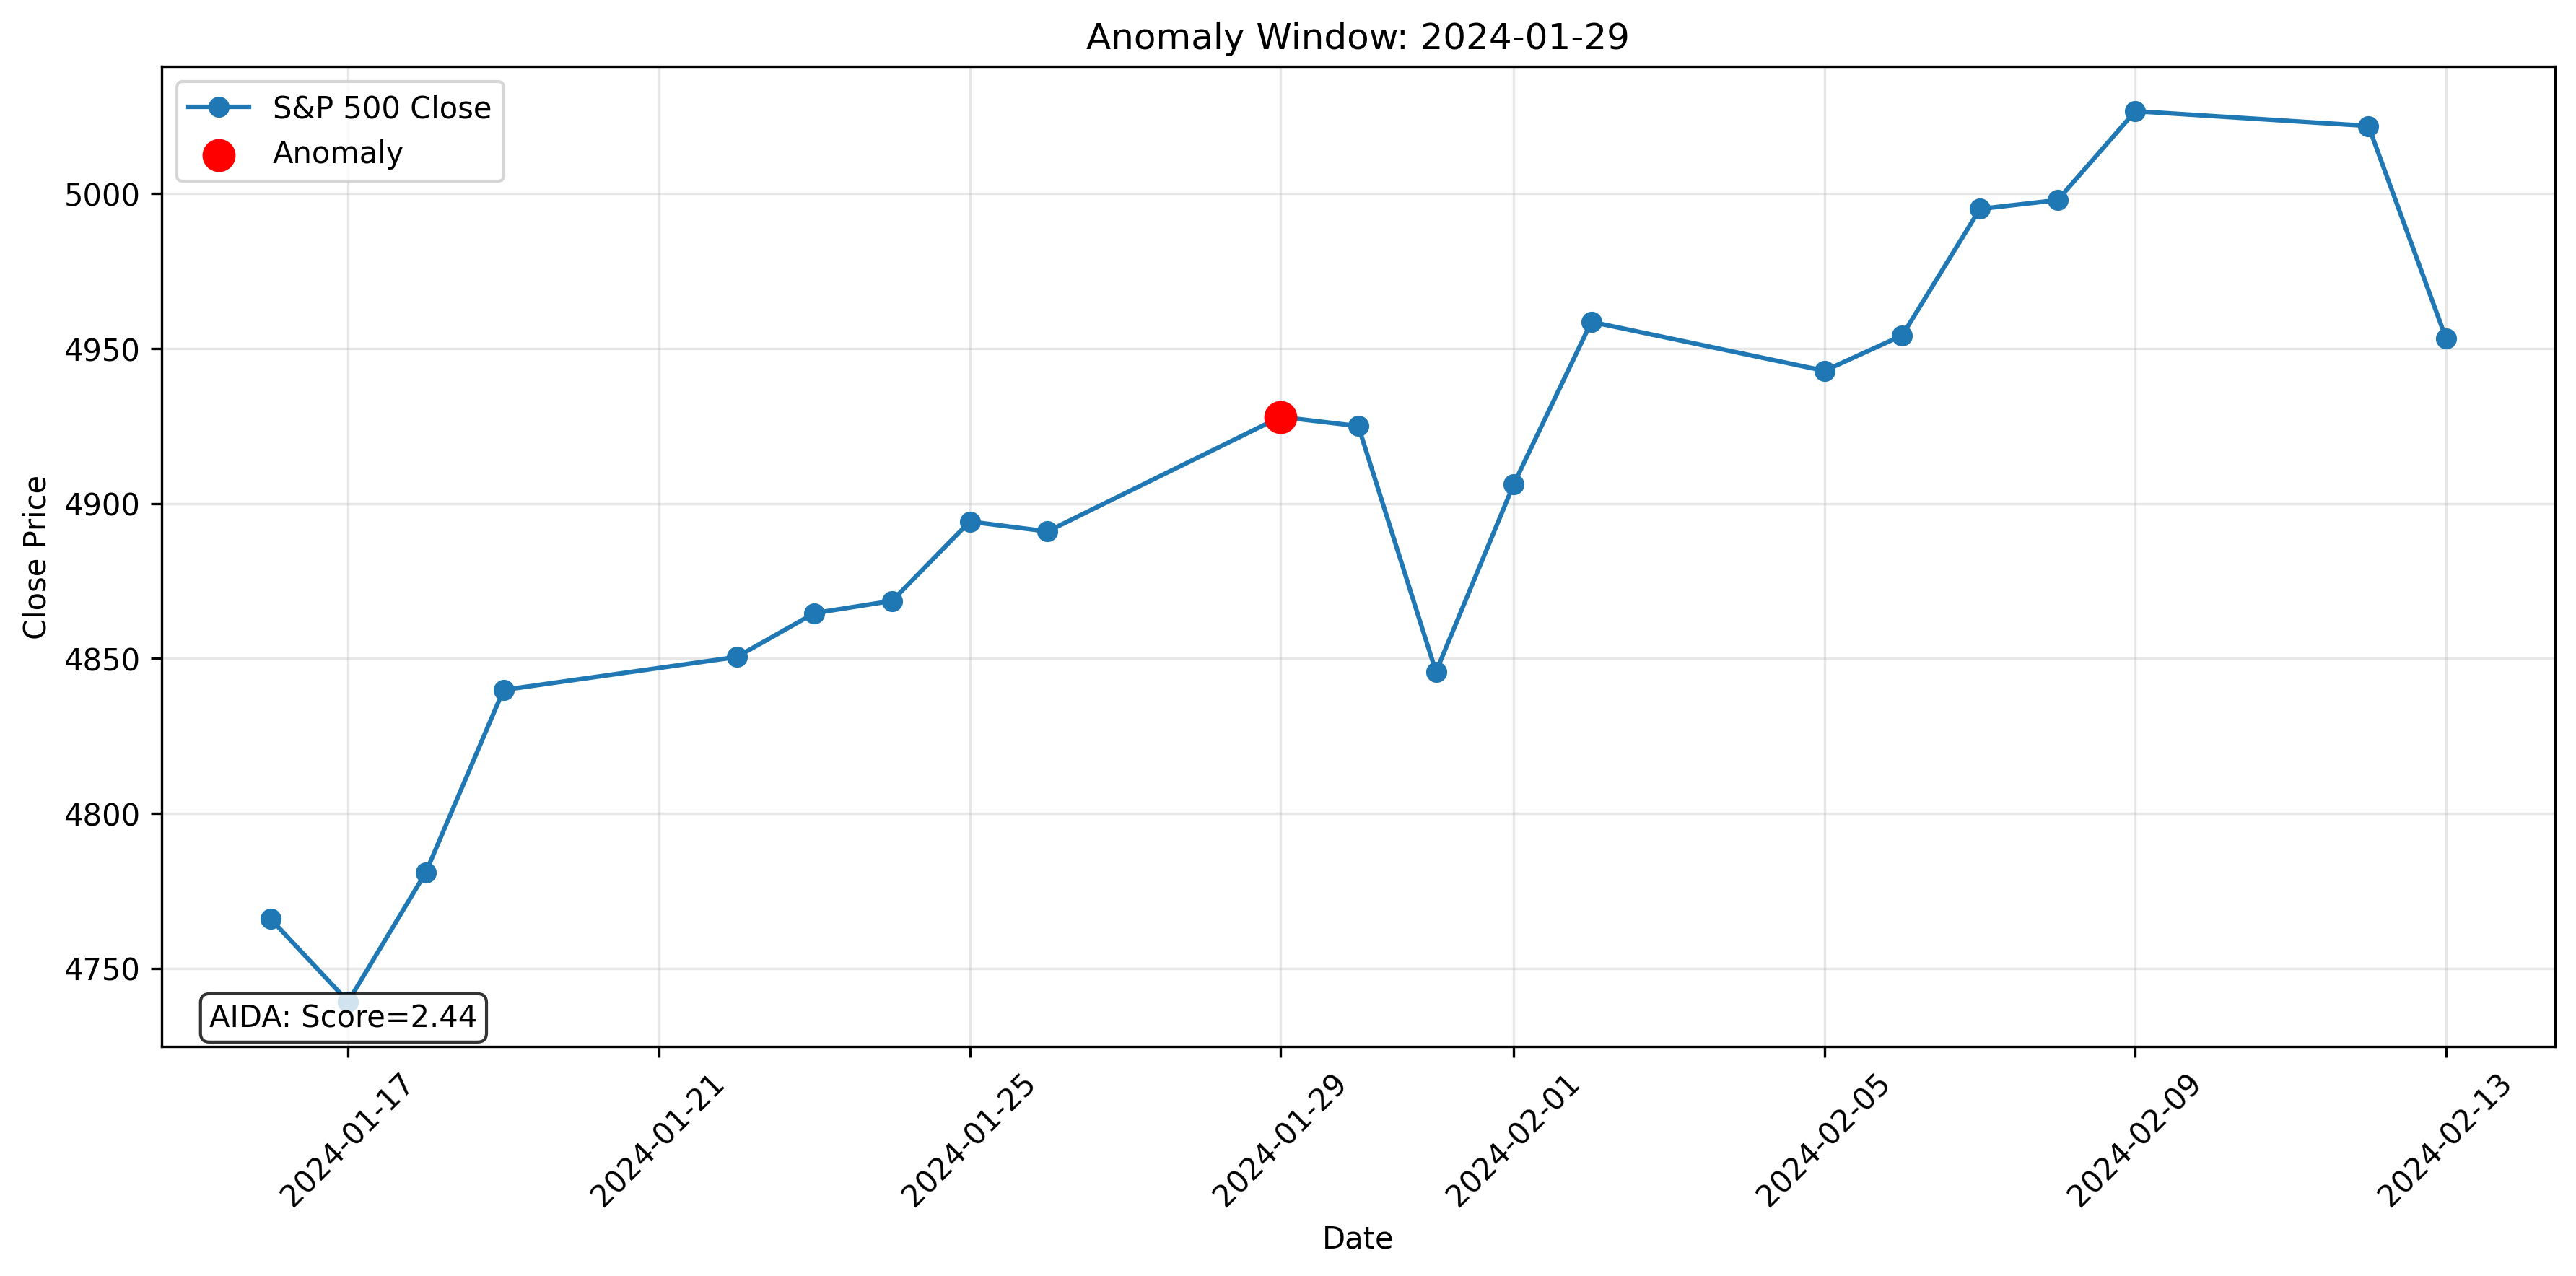 Anomaly Window: 2024-01-29
S&P 500 Close
Anomaly
5000
4950
4900
4850
4800
4750
Close Price
AIDA: Score=2.44
2024-01-17
2024-01-21
2024-01-25
2024-01-29
2024-02-01
2024-02-05
2024-02-09
2024-02-13
Date